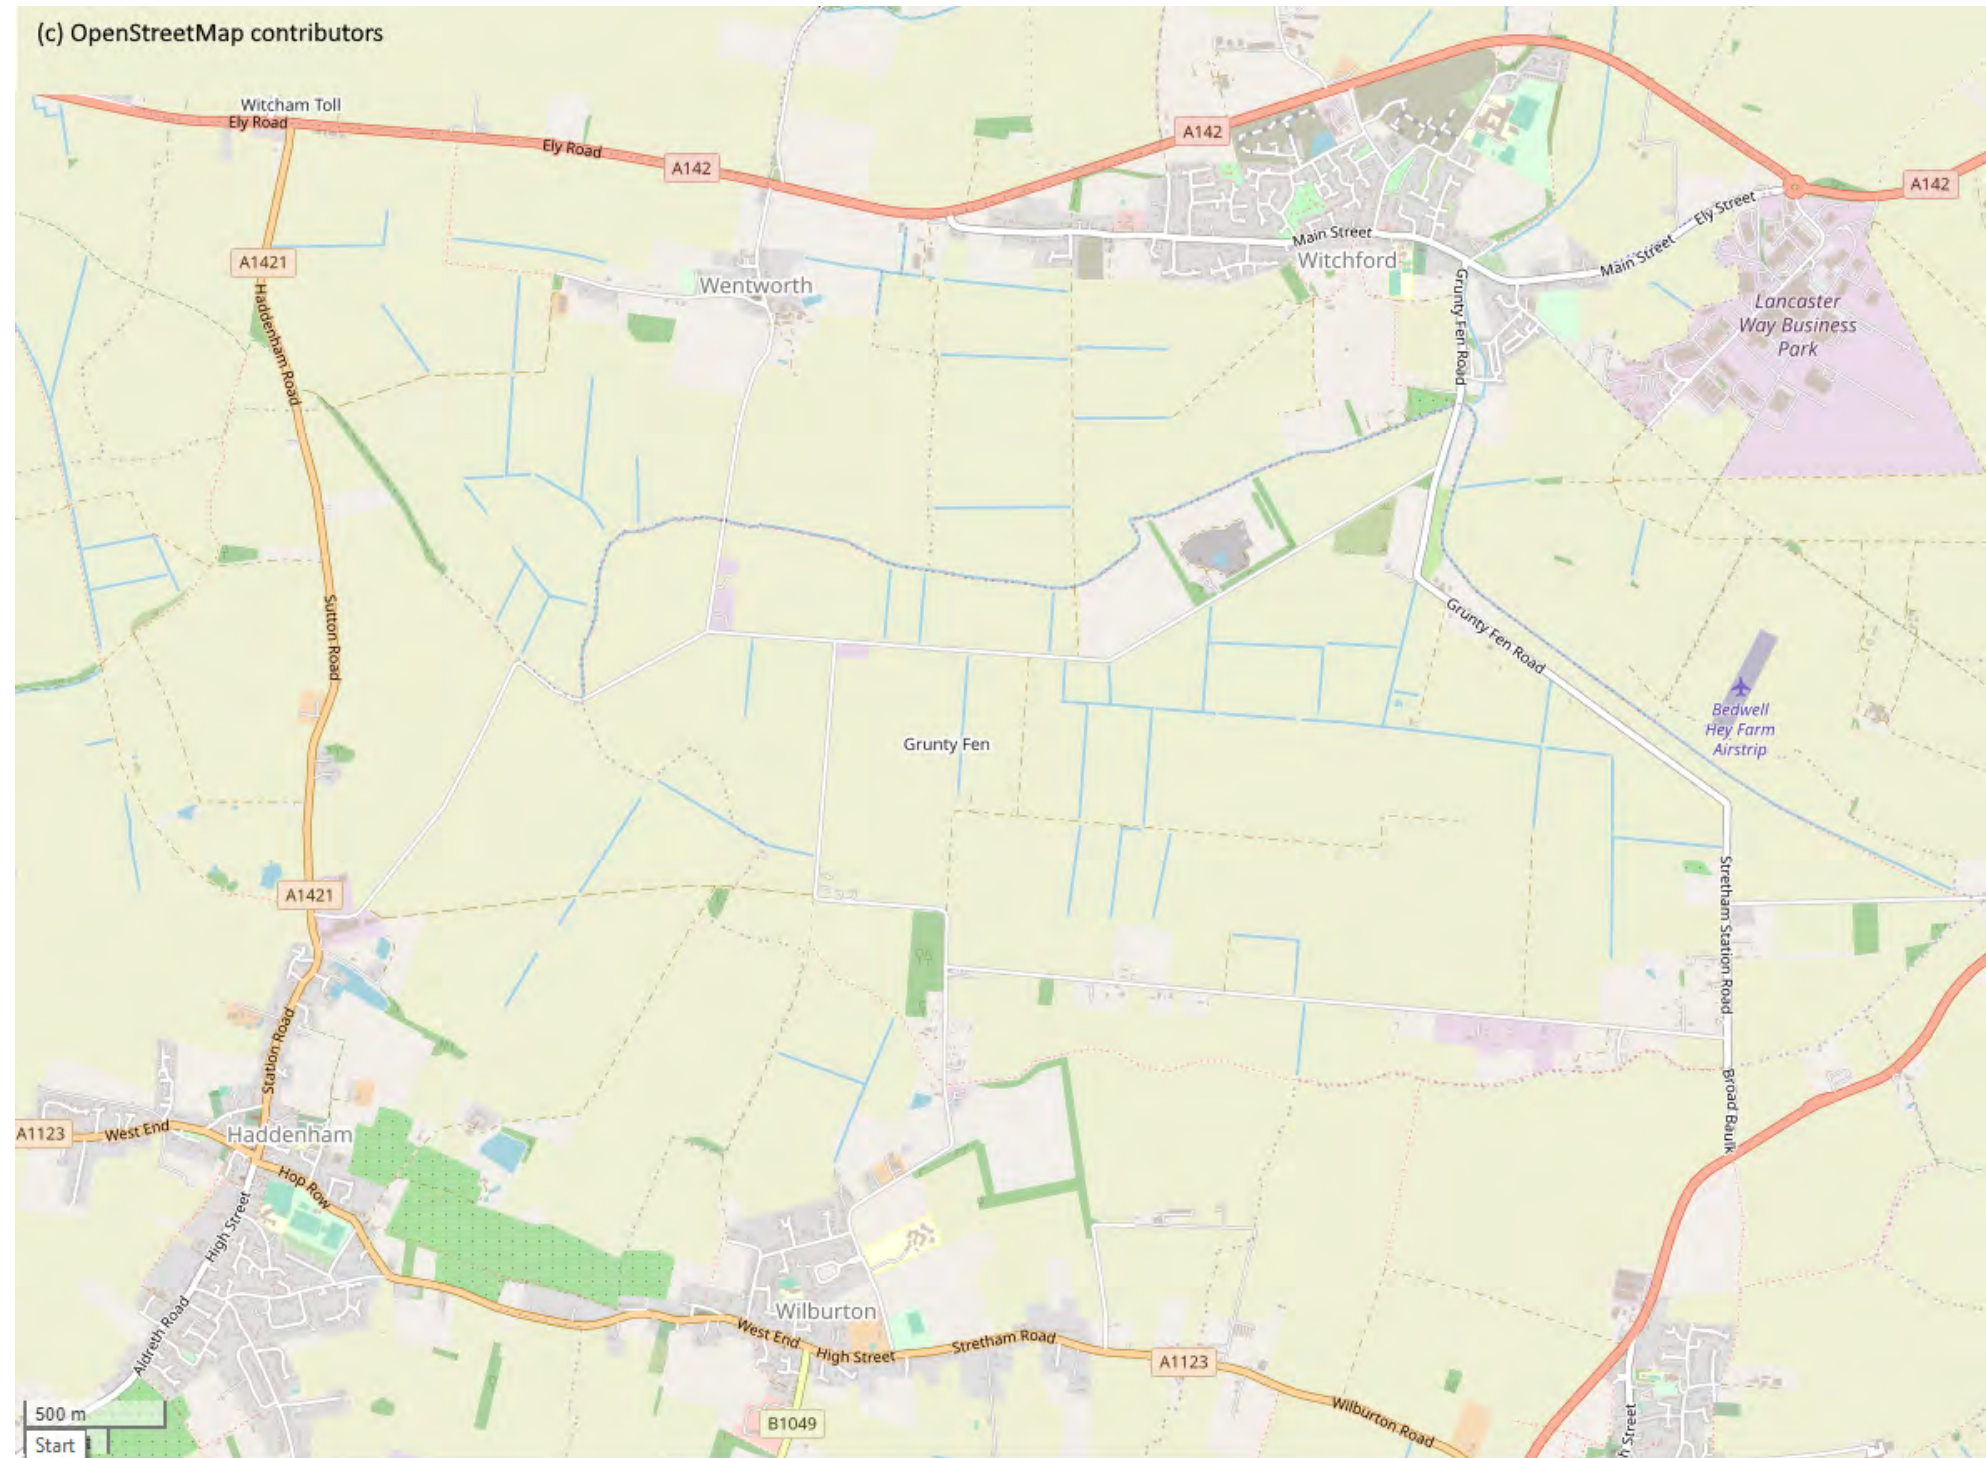 (c) OpenStreetMap contributors
Witcham Toll
Ely Road
Ely Road
A142
A142
A142
Ely Street
Main Street
Main Street
Witchford
A1421
Wentworth
Lancaster
Way Business
Park
Haddenham Road
Grunty Fen Road
Sutton Road
Grunty Fen Road
Bedwell
Hey Farm
Airstrip
Grunty Fen
A1421
Stretham Station Road
Station Road
Broad Baulk
A1123
West End
Haddenham
Hop Row
High Street
Aldreth Road
Wilburton
West End
High Street
Stretham Road
A1123
Wilburton Road
B1049
h Street
500 m
Start